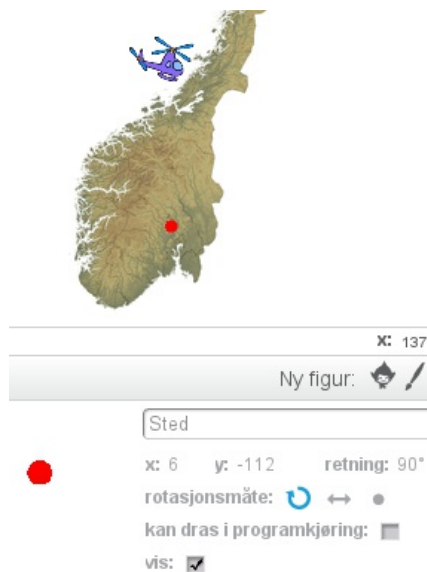 x: 137
Ny figur:
Sted
x: 6 y: -112 retning: 90°
rotasjonsmåte:
kan dras i programkjøring:
vis: